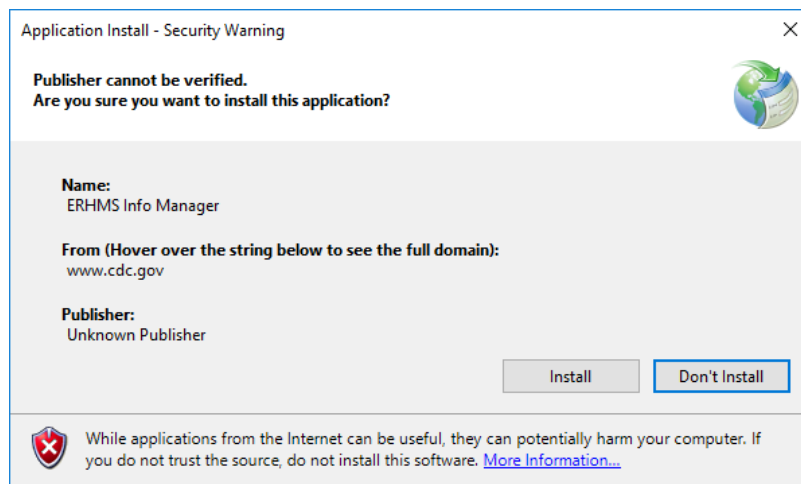 Application Install - Security Warning
Publisher cannot be verified.
Are you sure you want to install this application?
Name:
ERHMS Info Manager
From (Hover over the string below to see the full domain):
www.cdc.gov
Publisher:
Unknown Publisher
Install
Don't Install
While applications from the Internet can be useful, they can potentially harm your computer. If
you do not trust the source, do not install this software. More Information...